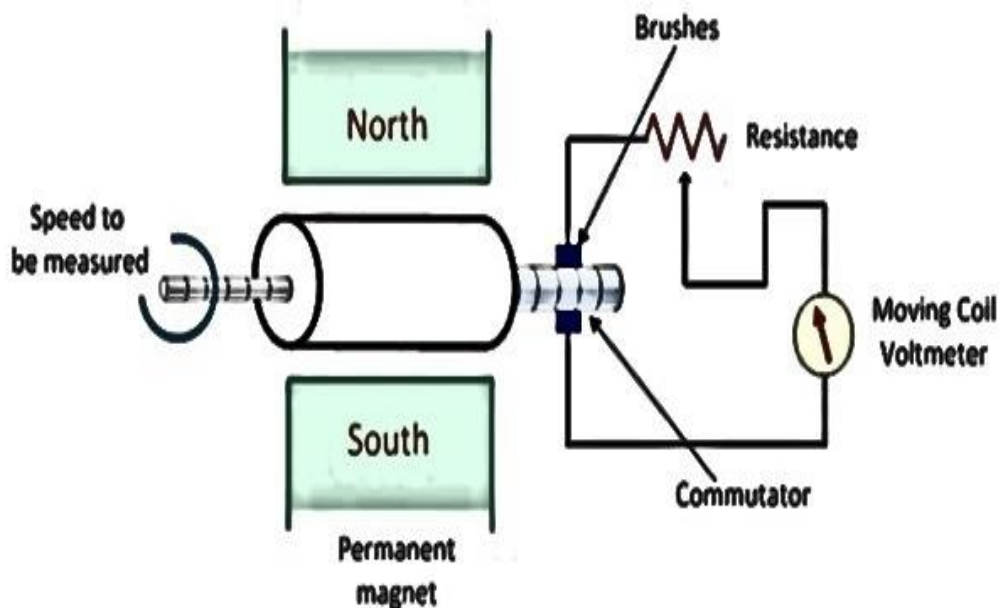 Brushes
North
Resistance
Speed to
be measured
Moving Coil
Voltmeter
South
Commutator
Permanent
magnet